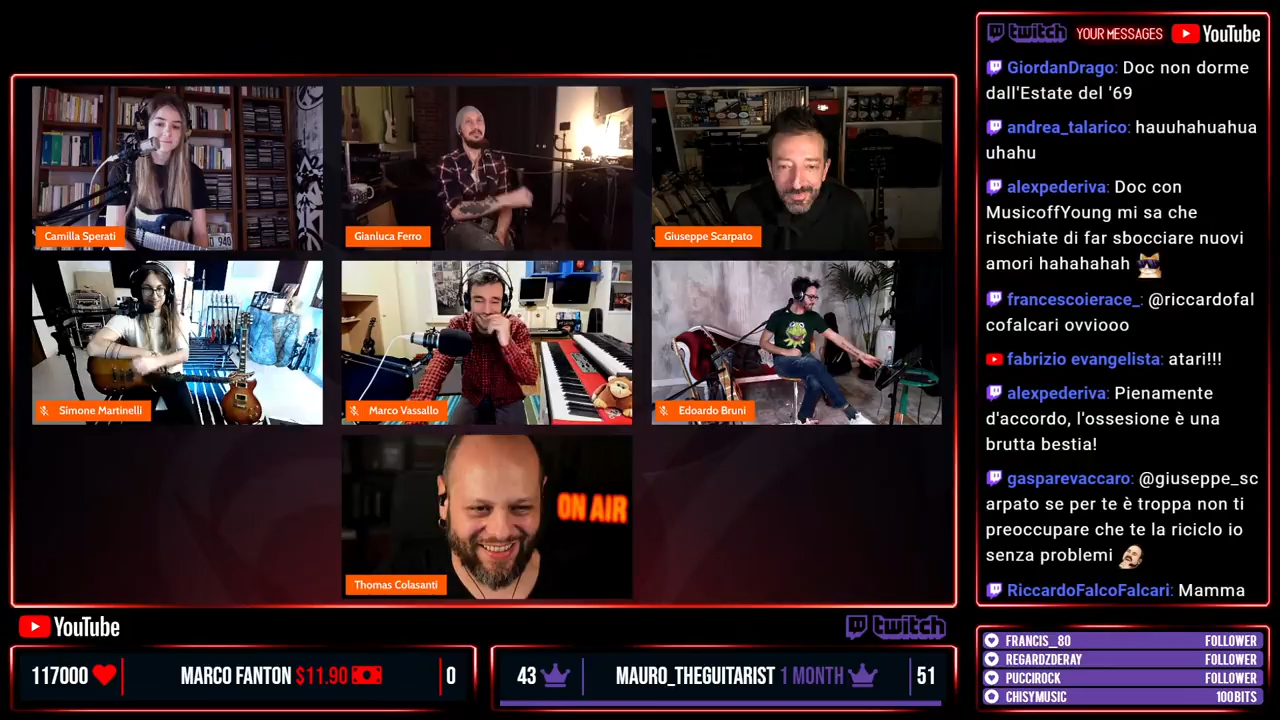 twitch YOUR MESSAGES YouTube
GiordanDrago: Doc non dorme
dall'Estate del '69
andrea_talarico: hauuhahuahua
uhahu
alexpederiva: Doc con
MusicoffYoung mi sa che
rischiate di far sbocciare nuovi
amori hahahahah
francescoierace_: @riccardofal
cofalcari ovviooo
fabrizio evangelista: atari!!!
alexpederiva: Pienamente
d'accordo, l'ossesione è una
brutta bestia!
gasparevaccaro: @giuseppe_sc
arpato se per te è troppa non ti
preoccupare che te la riciclo io
senza problemi
RiccardoFalcoFalcari: Mamma
Camilla Sperati
Gianluca Ferro
Giuseppe Scarpato
Simone Martinelli
Marco Vassallo
Edoardo Bruni
ON AIR
Thomas Colasanti
YouTube
twitch
117000 MARCO FANTON $11.90 0
43 MAURO_THEGUITARIST 1 MONTH 51
FRANCIS_80 FOLLOWER
REGARDZDERAY FOLLOWER
PUCCIROCK FOLLOWER
CHISYMUSIC 100BITS